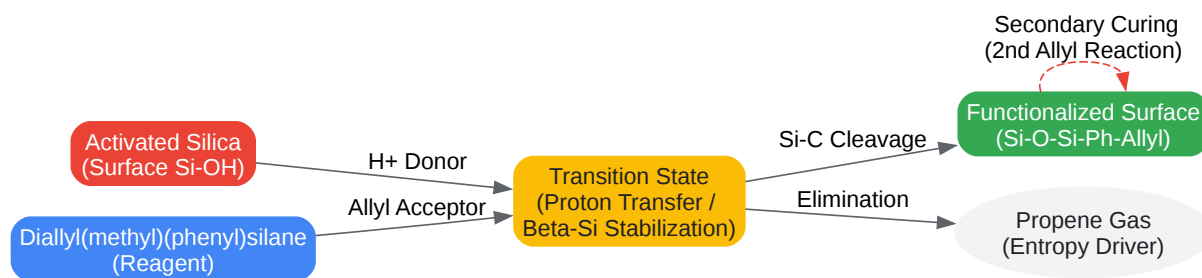 Secondary Curing
(2nd Allyl Reaction)
Functionalized Surface
(Si-O-Si-Ph-Allyl)
Activated Silica
(Surface Si-OH)
Si-C Cleavage
H+ Donor
Transition State
(Proton Transfer /
Beta-Si Stabilization)
Allyl Acceptor
Elimination
Diallyl(methyl)(phenyl)silane
(Reagent)
Propene Gas
(Entropy Driver)